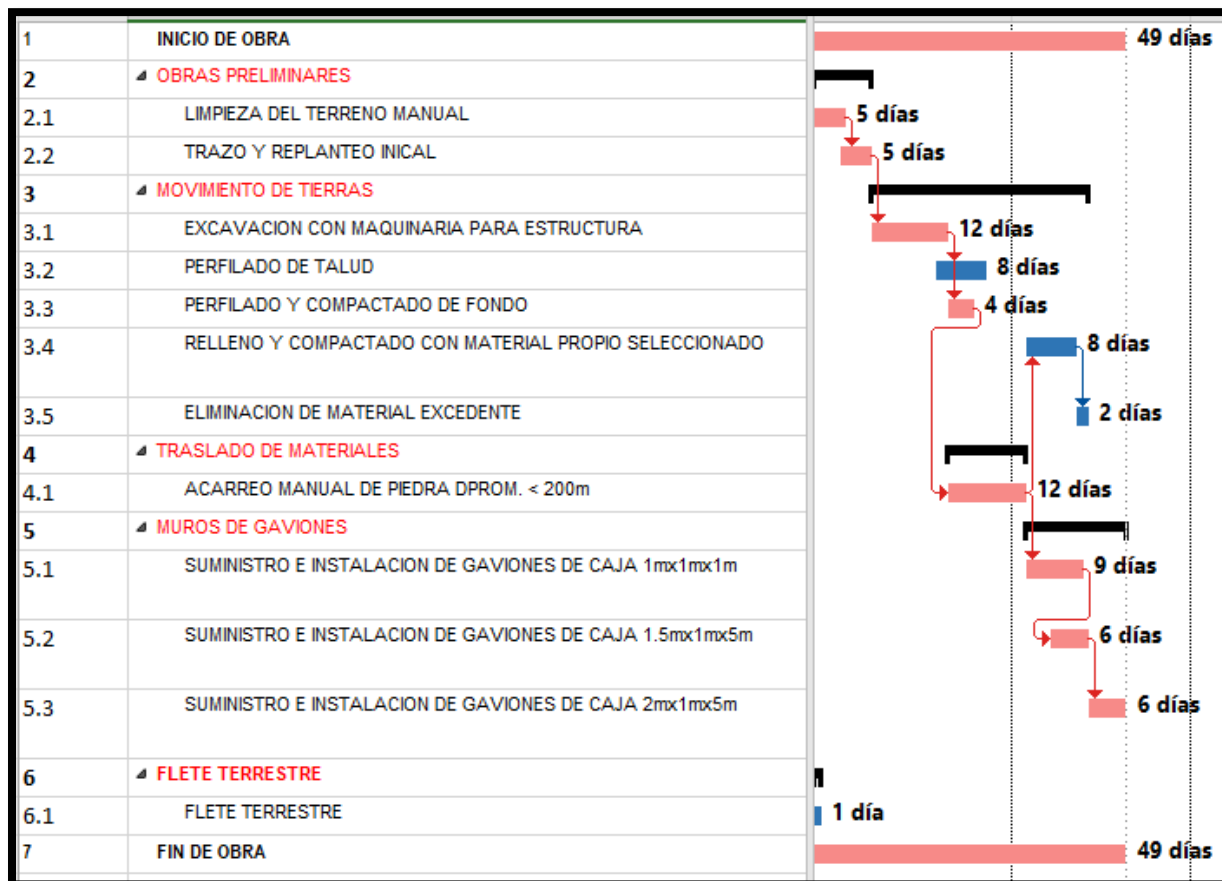 1 INICIO DE OBRA 49 días
2 OBRAS PRELIMINARES
2.1 LIMPIEZA DEL TERRENO MANUAL 5 días
2.2 TRAZO Y REPLANTEO INICAL 5 días
3 MOVIMIENTO DE TIERRAS
3.1 EXCAVACION CON MAQUINARIA PARA ESTRUCTURA 12 días
3.2 PERFILADO DE TALUD 8 días
3.3 PERFILADO Y COMPACTADO DE FONDO 4 días
3.4 RELLENO Y COMPACTADO CON MATERIAL PROPIO SELECCIONADO 8 días
3.5 ELIMINACION DE MATERIAL EXCEDENTE 2 días
4 TRASLADO DE MATERIALES
4.1 ACARREO MANUAL DE PIEDRA DPROM. < 200m 12 días
5 MUROS DE GAVIONES
5.1 SUMINISTRO E INSTALACION DE GAVIONES DE CAJA 1mx1mx1m 9 días
5.2 SUMINISTRO E INSTALACION DE GAVIONES DE CAJA 1.5mx1mx5m 6 días
5.3 SUMINISTRO E INSTALACION DE GAVIONES DE CAJA 2mx1mx5m 6 días
6 FLETE TERRESTRE
6.1 FLETE TERRESTRE 1 día
7 FIN DE OBRA 49 días